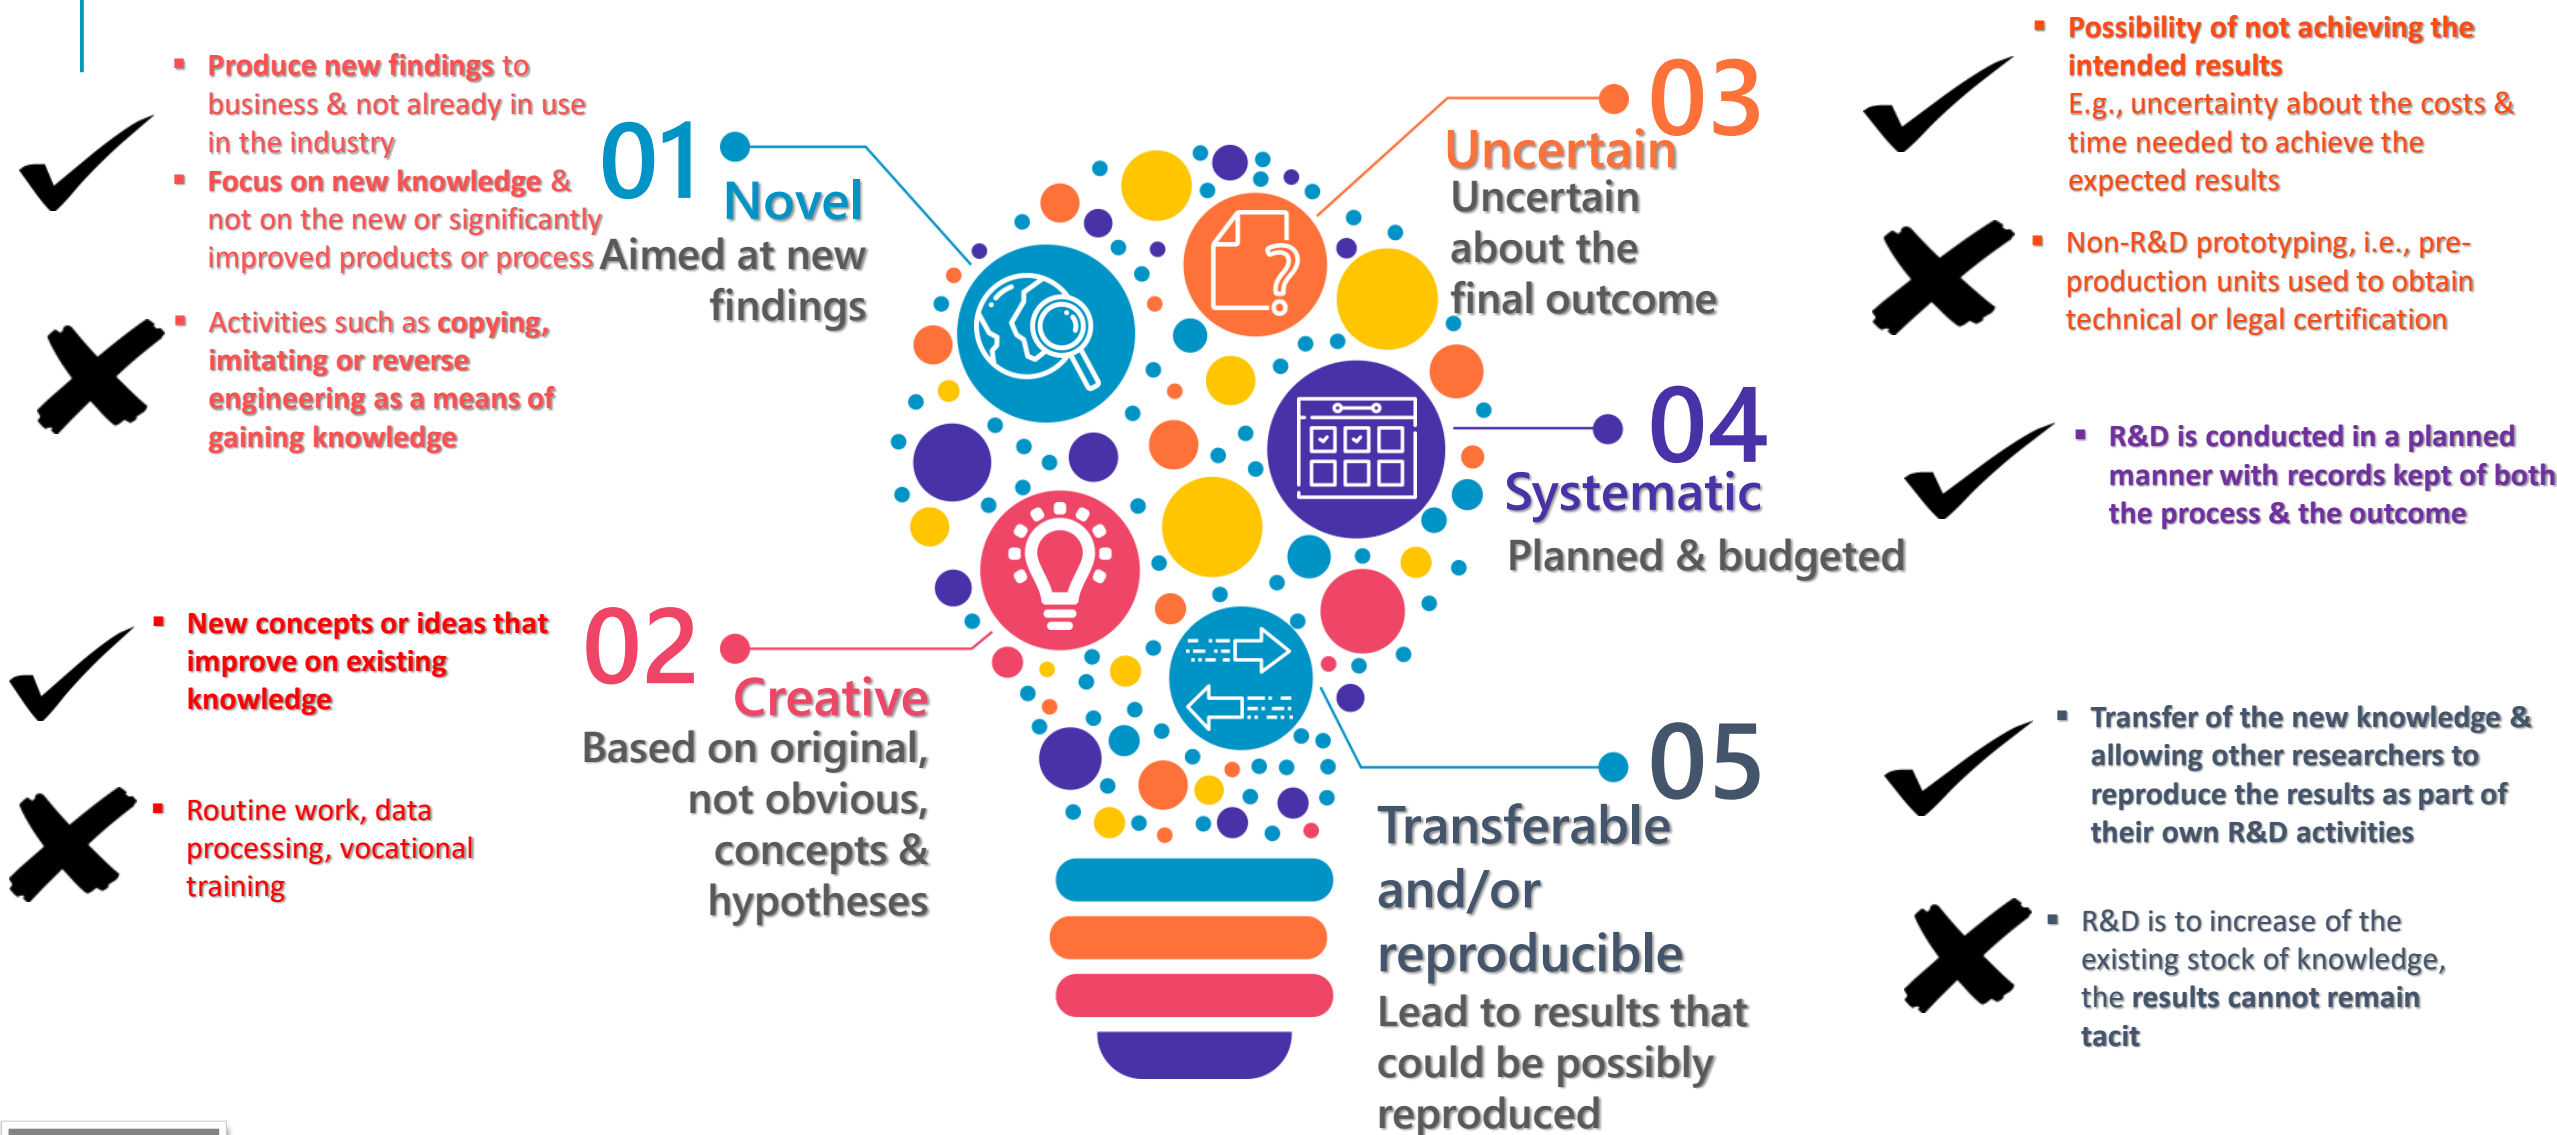 ▪ Produce new findings to
business & not already in use
in the industry
▪ Focus on new knowledge &
not on the new or significantly
improved products or process
▪ Activities such as copying,
imitating or reverse
engineering as a means of
gaining knowledge
01
Novel
Aimed at new
findings
▪ New concepts or ideas that
improve on existing
knowledge
▪ Routine work, data
processing, vocational
training
02
Creative
Based on original,
not obvious,
concepts &
hypotheses
03
Uncertain
Uncertain
about the
final outcome
▪ Possibility of not achieving the
intended results
E.g., uncertainty about the costs &
time needed to achieve the
expected results
▪ Non-R&D prototyping, i.e., pre-
production units used to obtain
technical or legal certification
04
Systematic
Planned & budgeted
▪ R&D is conducted in a planned
manner with records kept of both
the process & the outcome
05
Transferable
and/or
reproducible
Lead to results that
could be possibly
reproduced
▪ Transfer of the new knowledge &
allowing other researchers to
reproduce the results as part of
their own R&D activities
▪ R&D is to increase of the
existing stock of knowledge,
the results cannot remain
tacit